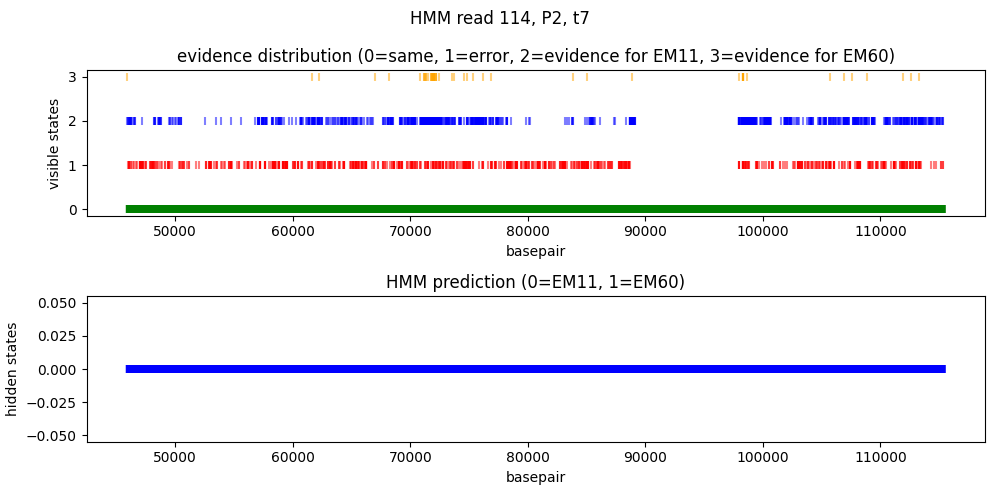 HMM read 114, P2, t7
evidence distribution (0=same, 1=error, 2=evidence for EM11, 3=evidence for EM60)
visible states
3
2
1
0
50000 60000 70000 80000 90000 100000 110000
basepair
HMM prediction (0=EM11, 1=EM60)
hidden states
0.050
0.025
0.000
−0.025
−0.050
50000 60000 70000 80000 90000 100000 110000
basepair